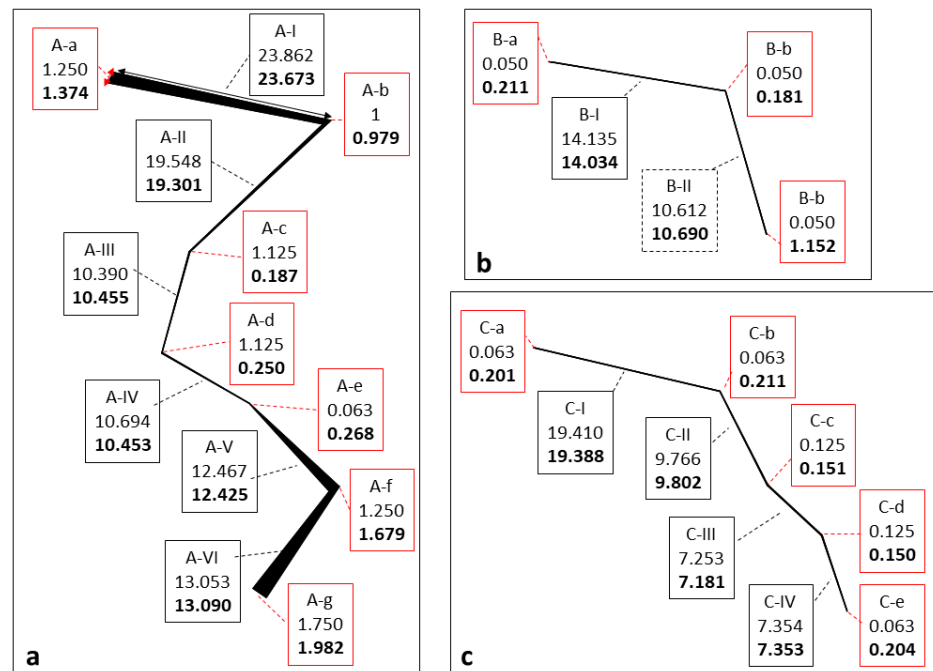 A-a
1.250
1.374
A-I
23.862
23.673
A-b
1
0.979
A-II
19.548
19.301
A-c
1.125
0.187
A-III
10.390
10.455
A-d
1.125
0.250
A-e
0.063
0.268
A-IV
10.694
10.453
A-V
12.467
12.425
A-f
1.250
1.679
A-VI
13.053
13.090
A-g
1.750
1.982
a
B-a
0.050
0.211
B-b
0.050
0.181
B-I
14.135
14.034
B-II
10.612
10.690
B-b
0.050
1.152
b
C-a
0.063
0.201
C-b
0.063
0.211
C-I
19.410
19.388
C-II
9.766
9.802
C-c
0.125
0.151
C-d
0.125
0.150
C-III
7.253
7.181
C-IV
7.354
7.353
C-e
0.063
0.204
c